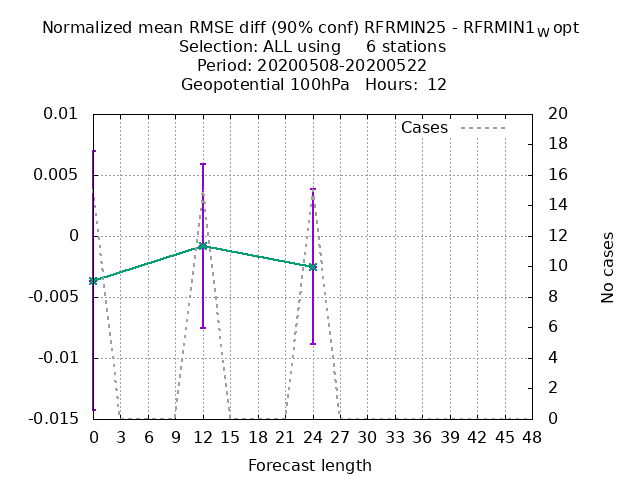 Normalized mean RMSE diff (90% conf) RFRMIN25 - RFRMIN1w opt
Selection: ALL using 6 stations
Period: 20200508-20200522
Geopotential 100hPa Hours: 12
Cases
0.01
0.005
0
-0.005
-0.01
-0.015
20
18
16
14
12
10
8
6
4
2
0
No cases
0 3 6 9 12 15 18 21 24 27 30 33 36 39 42 45 48
Forecast length